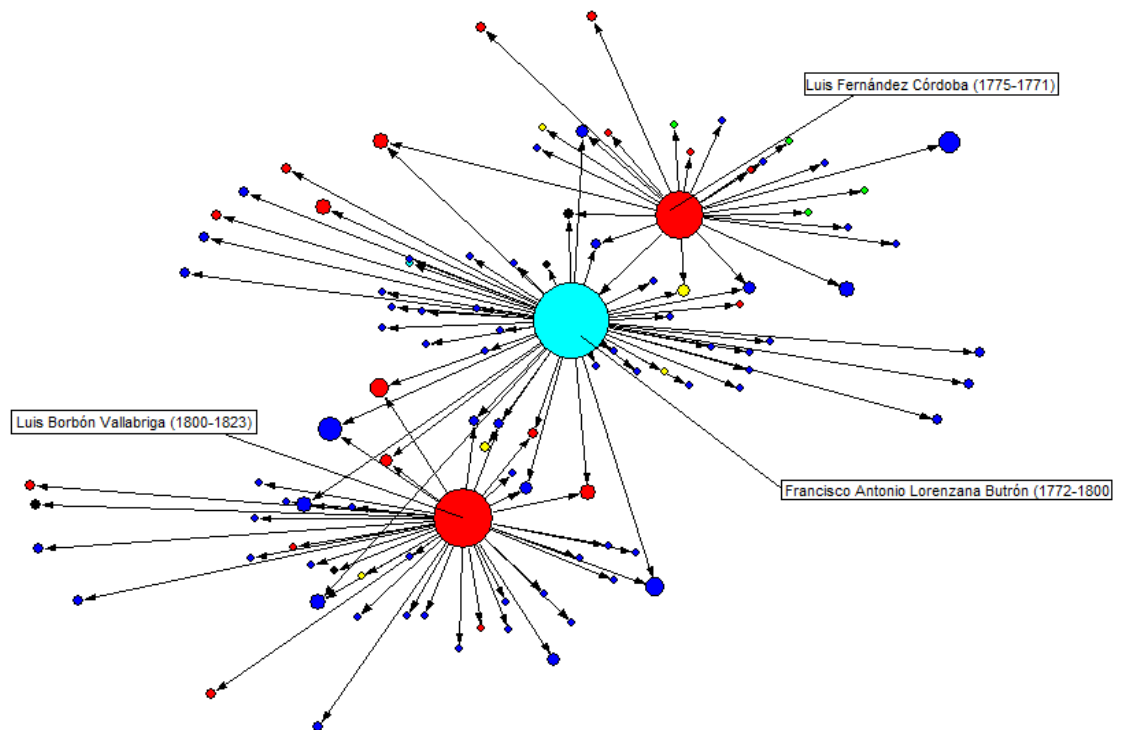 Luis Fernández Córdoba (1775-1771)
Luis Borbón Vallabriga (1800-1823)
Francisco Antonio Lorenzana Butrón (1772-1800